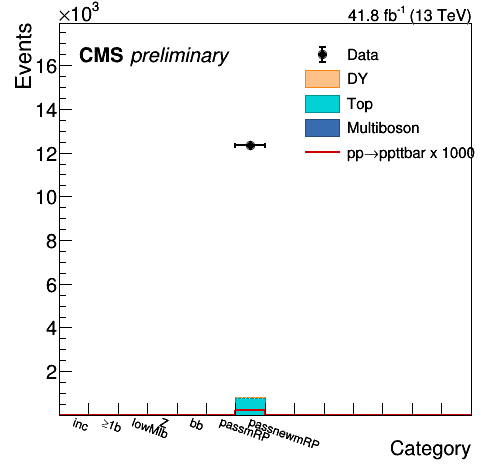 ×10³
41.8 fb⁻¹ (13 TeV)
Events
CMS preliminary
Data
DY
Top
Multiboson
pp→ppttbar x 1000
16
14
12
10
8
6
4
2
inc
≥1b
lowMlb
Z
bb
passmRP
passnewmRP
Category